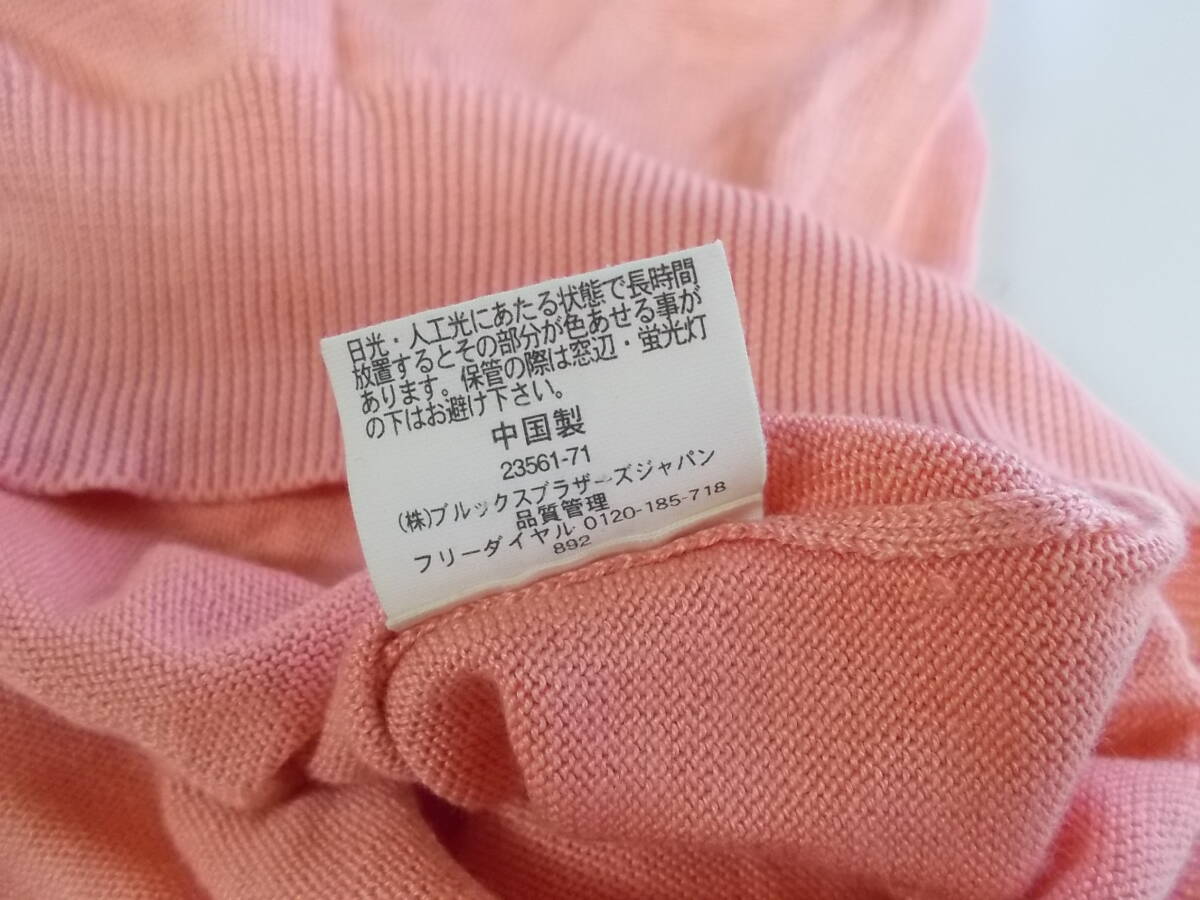 日光・人工光にあたる状態で長時間
放置するとその部分が色あせる事が
あります。保管の際は窓辺・蛍光灯
の下はお避け下さい。
中国製
23561-71
(株)ブルックスブラザーズジャパン
品質管理
フリーダイヤル 0120-185-718
892